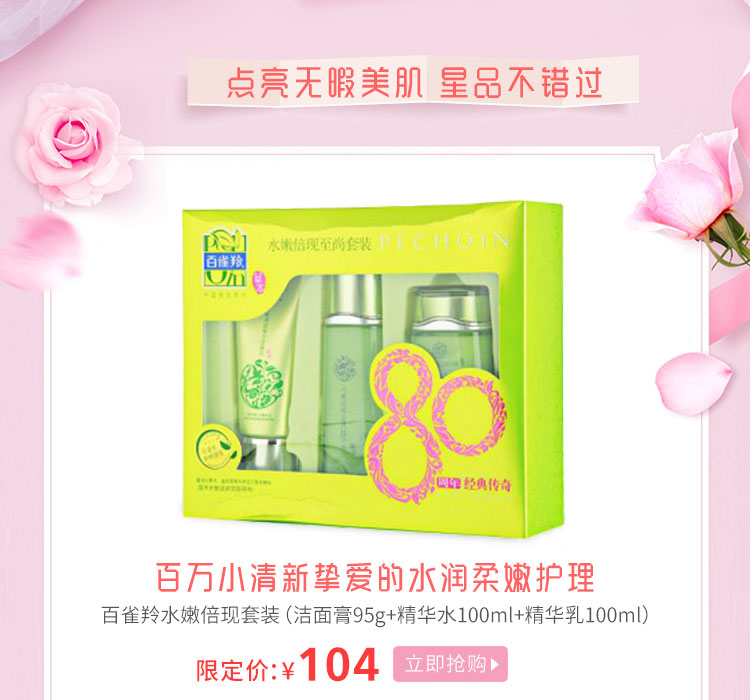 点亮无暇美肌 星品不错过
水嫩倍现至尚套装 PECHOIN
百雀羚
草本
80
周年 经典传奇
百万小清新挚爱的水润柔嫩护理
百雀羚水嫩倍现套装（洁面膏95g+精华水100ml+精华乳100ml）
限定价:¥104 立即抢购